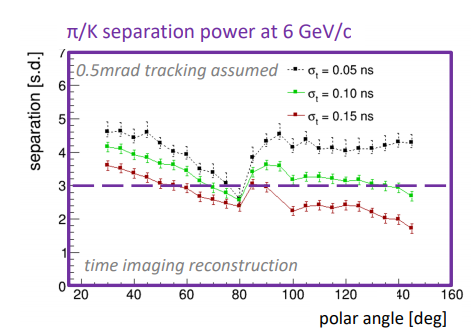 π/K separation power at 6 GeV/c
separation [s.d.]
7
6
5
4
3
2
1
0
0.5mrad tracking assumed
σt = 0.05 ns
σt = 0.10 ns
σt = 0.15 ns
time imaging reconstruction
20 40 60 80 100 120 140 160
polar angle [deg]